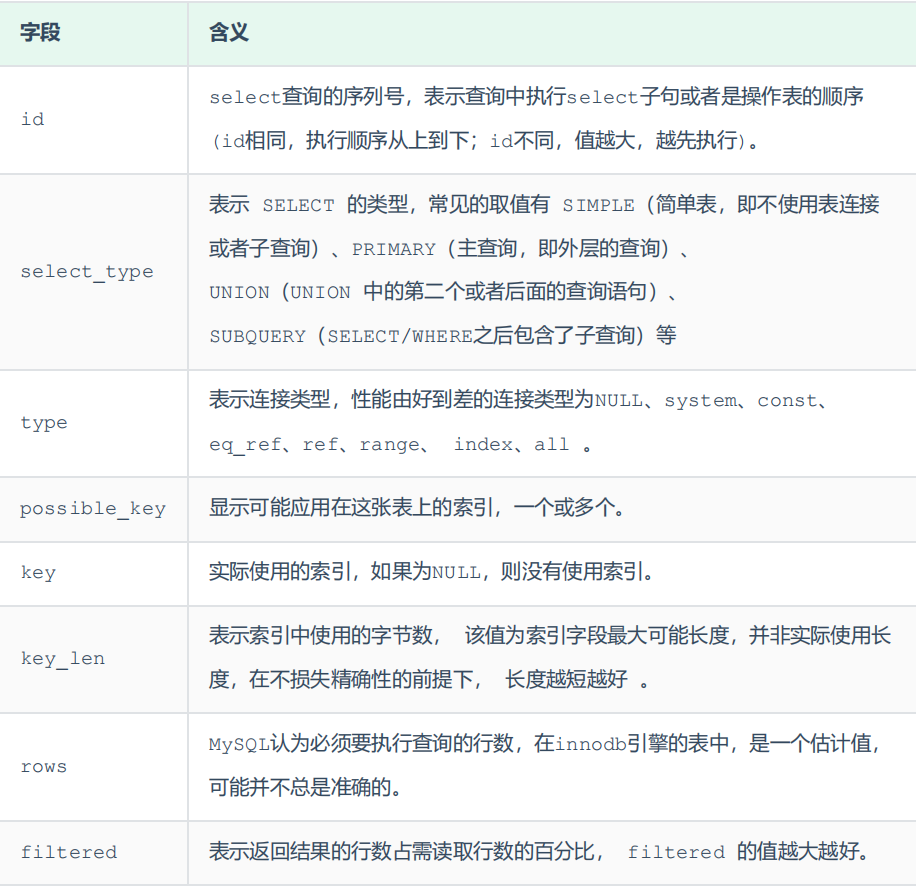 字段 含义
id
select查询的序列号，表示查询中执行select子句或者是操作表的顺序
(id相同，执行顺序从上到下；id不同，值越大，越先执行)。
select_type
表示 SELECT 的类型，常见的取值有 SIMPLE（简单表，即不使用表连接
或者子查询）、PRIMARY（主查询，即外层的查询）、
UNION（UNION 中的第二个或者后面的查询语句）、
SUBQUERY（SELECT/WHERE之后包含了子查询）等
type
表示连接类型，性能由好到差的连接类型为NULL、system、const、
eq_ref、ref、range、 index、all 。
possible_key 显示可能应用在这张表上的索引，一个或多个。
key 实际使用的索引，如果为NULL，则没有使用索引。
key_len
表示索引中使用的字节数， 该值为索引字段最大可能长度，并非实际使用长
度，在不损失精确性的前提下， 长度越短越好 。
rows
MySQL认为必须要执行查询的行数，在innodb引擎的表中，是一个估计值，
可能并不总是准确的。
filtered 表示返回结果的行数占需读取行数的百分比， filtered 的值越大越好。